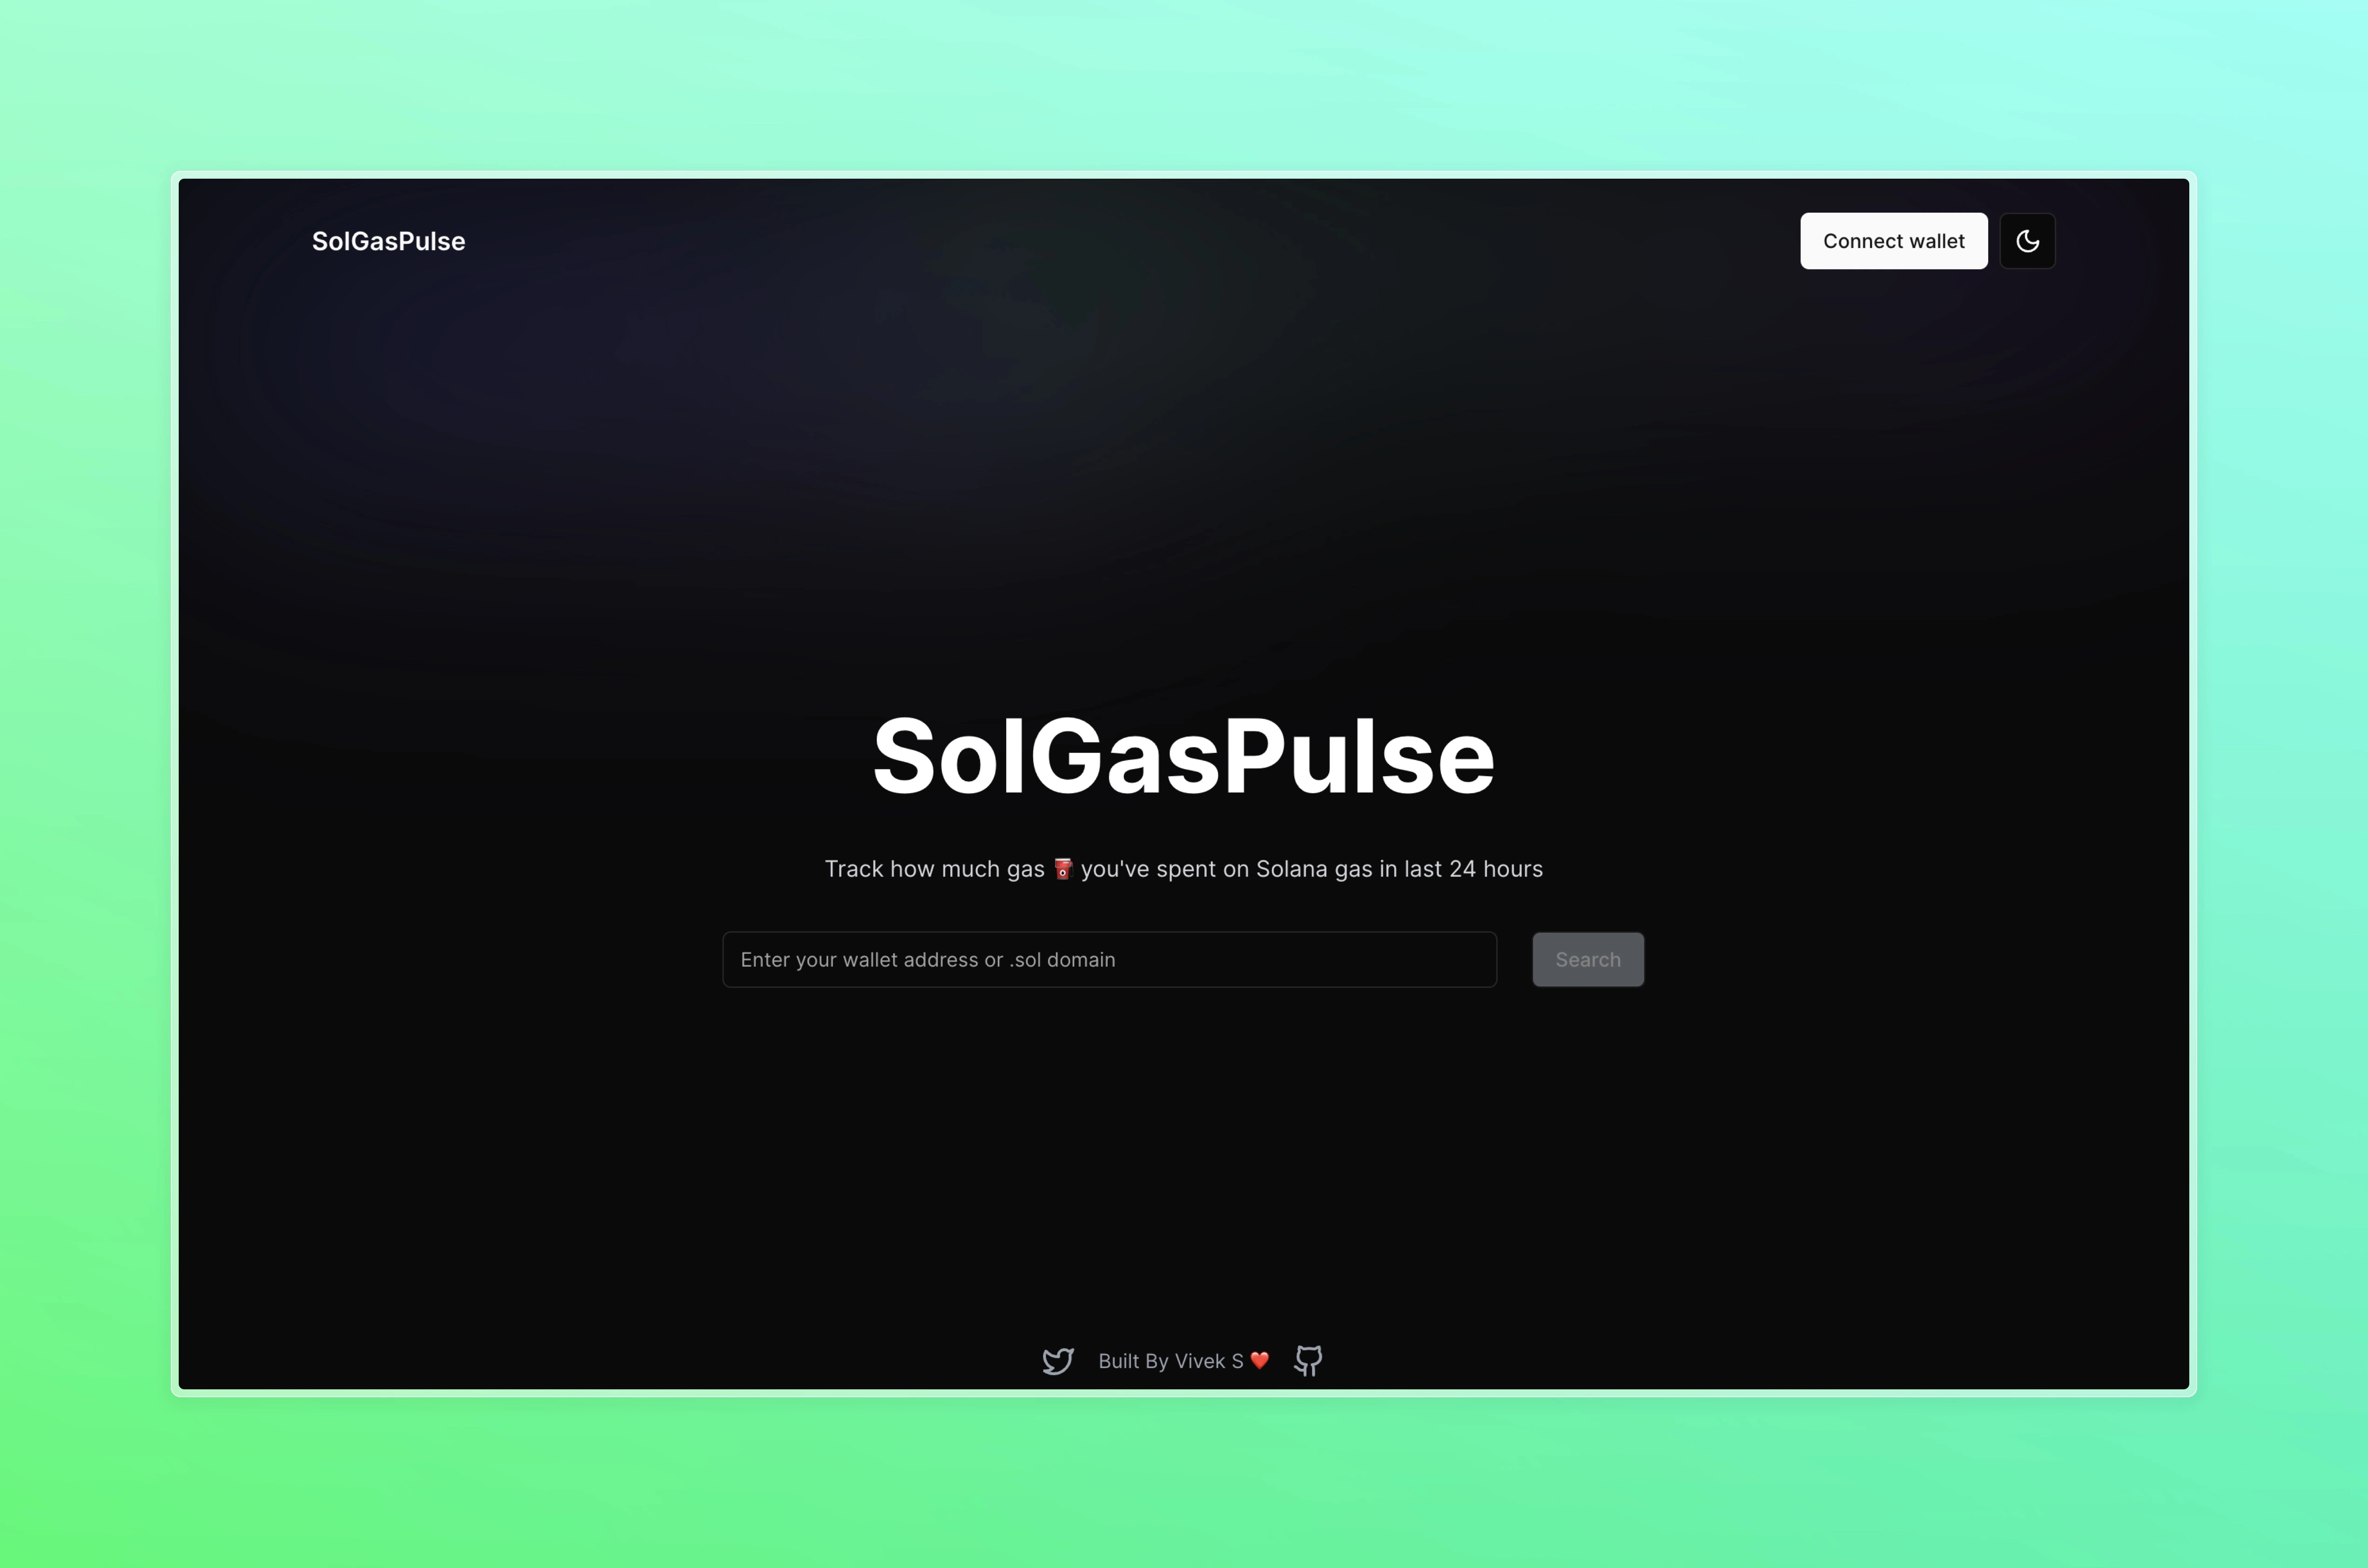 SolGasPulse
Connect wallet
SolGasPulse
Track how much gas ⛽ you've spent on Solana gas in last 24 hours
Enter your wallet address or .sol domain
Search
Built By Vivek S ❤️